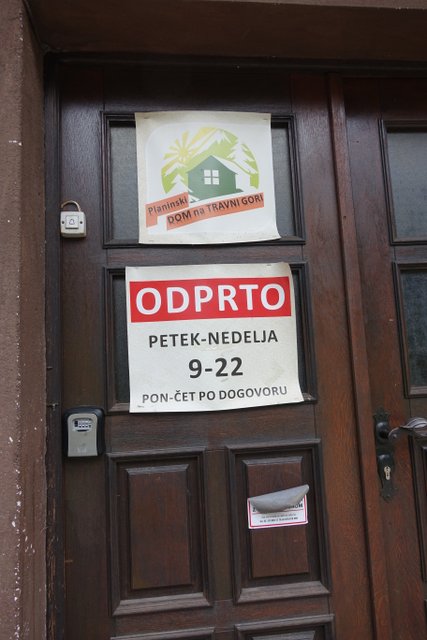 Planinski
DOM na TRAVNI GORI
ODPRTO
PETEK-NEDELJA
9-22
PON-ČET PO DOGOVORU